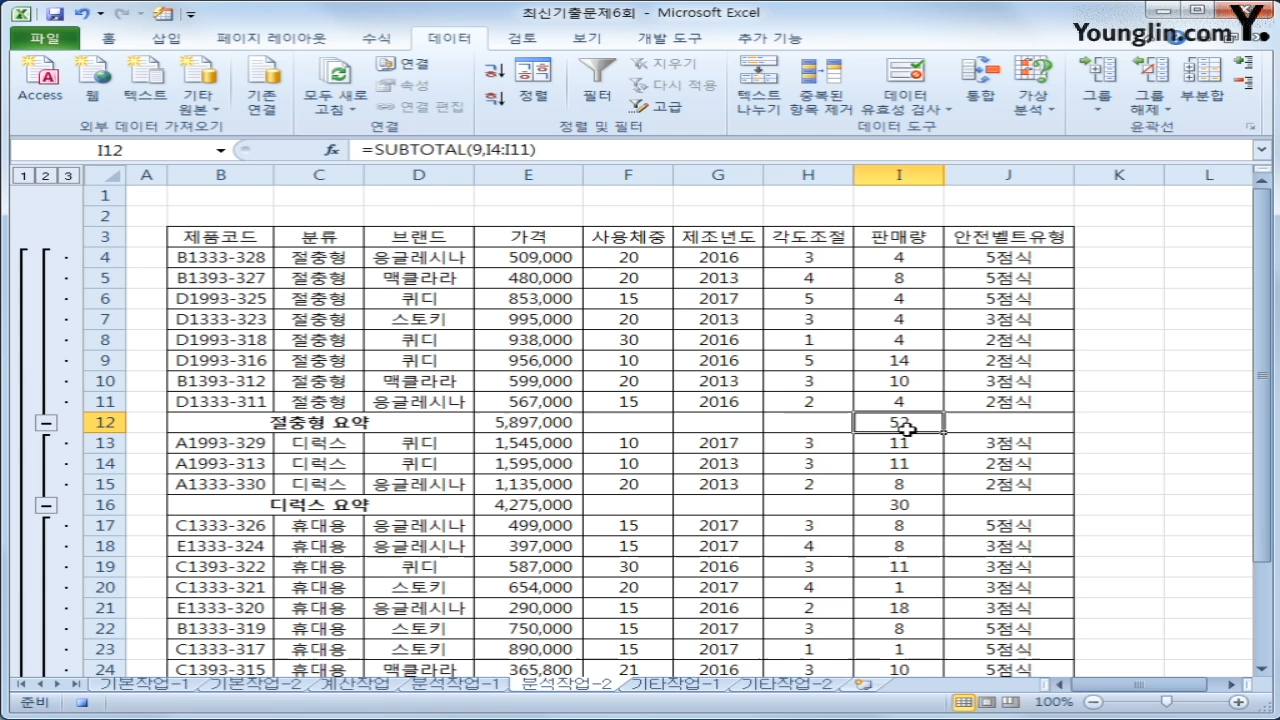 최신기출문제6회 - Microsoft Excel
Younglin.com
Y.
파일 홈 삽입 페이지 레이아웃 수식 데이터 검토 보기 개발 도구 추가 기능
Access 웹 텍스트 기타 원본 기존 연결 모두 새로 고침 연결 속성 연결 편집 정렬 필터 지우기 다시 적용 고급 텍스트 나누기 중복된 항목 제거 데이터 유효성 검사 통합 가상 분석 그룹 그룹 해제 부분합
외부 데이터 가져오기 연결 정렬 및 필터 데이터 도구 윤곽선
I12 fx =SUBTOTAL(9,I4:I11)
1 2 3 A B C D E F G H I J K L
1
2
3 제품코드 분류 브랜드 가격 사용체중 제조년도 각도조절 판매량 안전벨트유형
4 B1333-328 절충형 응글레시나 509,000 20 2016 3 4 5점식
5 B1393-327 절충형 맥클라라 480,000 20 2013 4 8 5점식
6 D1993-325 절충형 퀴디 853,000 15 2017 5 4 5점식
7 D1333-323 절충형 스토키 995,000 20 2013 3 4 3점식
8 D1993-318 절충형 퀴디 938,000 30 2016 1 4 2점식
9 D1993-316 절충형 퀴디 956,000 10 2016 5 14 2점식
10 B1393-312 절충형 맥클라라 599,000 20 2013 3 10 3점식
11 D1333-311 절충형 응글레시나 567,000 15 2016 2 4 2점식
12 절충형 요약 5,897,000 52
13 A1993-329 디럭스 퀴디 1,545,000 10 2017 3 11 3점식
14 A1993-313 디럭스 퀴디 1,595,000 10 2013 3 11 2점식
15 A1333-330 디럭스 응글레시나 1,135,000 20 2013 2 8 5점식
16 디럭스 요약 4,275,000 30
17 C1333-326 휴대용 응글레시나 499,000 15 2017 3 8 5점식
18 E1333-324 휴대용 응글레시나 397,000 15 2017 4 8 3점식
19 C1393-322 휴대용 퀴디 587,000 30 2016 3 11 3점식
20 C1333-321 휴대용 스토키 654,000 20 2017 4 1 3점식
21 E1333-320 휴대용 응글레시나 290,000 15 2016 2 18 3점식
22 B1333-319 휴대용 스토키 750,000 15 2017 3 8 5점식
23 C1333-317 휴대용 스토키 890,000 15 2017 1 1 5점식
24 C1393-315 휴대용 맥클라라 365,800 21 2016 3 10 5점식
기본작업-1 기본작업-2 계산작업 분석작업-1 분석작업-2 기타작업-1 기타작업-2
준비 100%